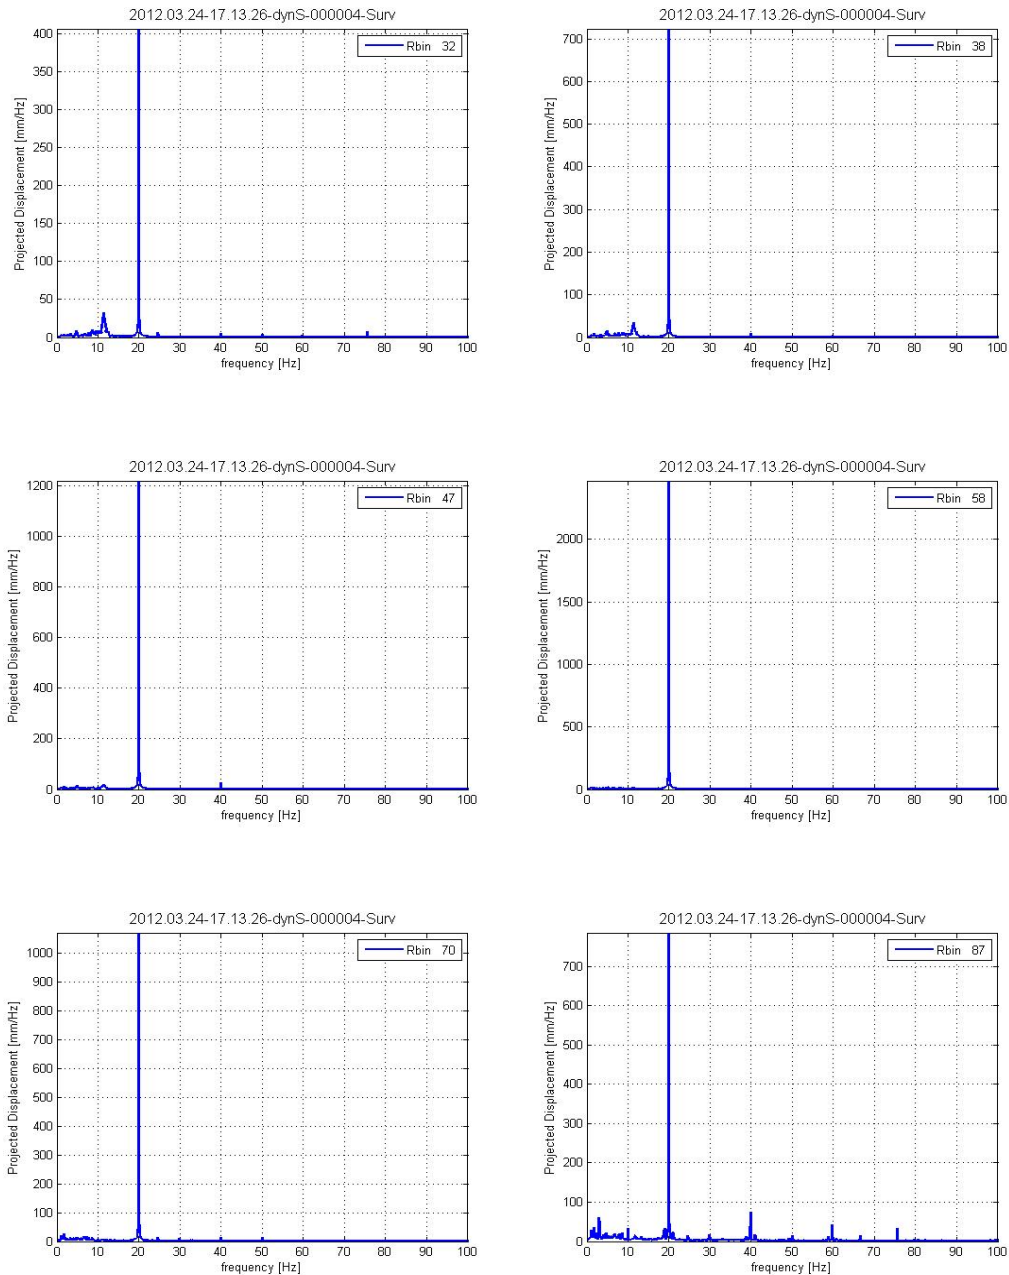 2012.03.24-17.13.26-dynS-000004-Surv
Rbin 32
400
350
300
250
200
150
100
50
0
Projected Displacement [mm/Hz]
0 10 20 30 40 50 60 70 80 90 100
frequency [Hz]
2012.03.24-17.13.26-dynS-000004-Surv
Rbin 38
700
600
500
400
300
200
100
0
Projected Displacement [mm/Hz]
0 10 20 30 40 50 60 70 80 90 100
frequency [Hz]
2012.03.24-17.13.26-dynS-000004-Surv
Rbin 47
1200
1000
800
600
400
200
0
Projected Displacement [mm/Hz]
0 10 20 30 40 50 60 70 80 90 100
frequency [Hz]
2012.03.24-17.13.26-dynS-000004-Surv
Rbin 58
2000
1500
1000
500
0
Projected Displacement [mm/Hz]
0 10 20 30 40 50 60 70 80 90 100
frequency [Hz]
2012.03.24-17.13.26-dynS-000004-Surv
Rbin 70
1000
900
800
700
600
500
400
300
200
100
0
Projected Displacement [mm/Hz]
0 10 20 30 40 50 60 70 80 90 100
frequency [Hz]
2012.03.24-17.13.26-dynS-000004-Surv
Rbin 87
700
600
500
400
300
200
100
0
Projected Displacement [mm/Hz]
0 10 20 30 40 50 60 70 80 90 100
frequency [Hz]